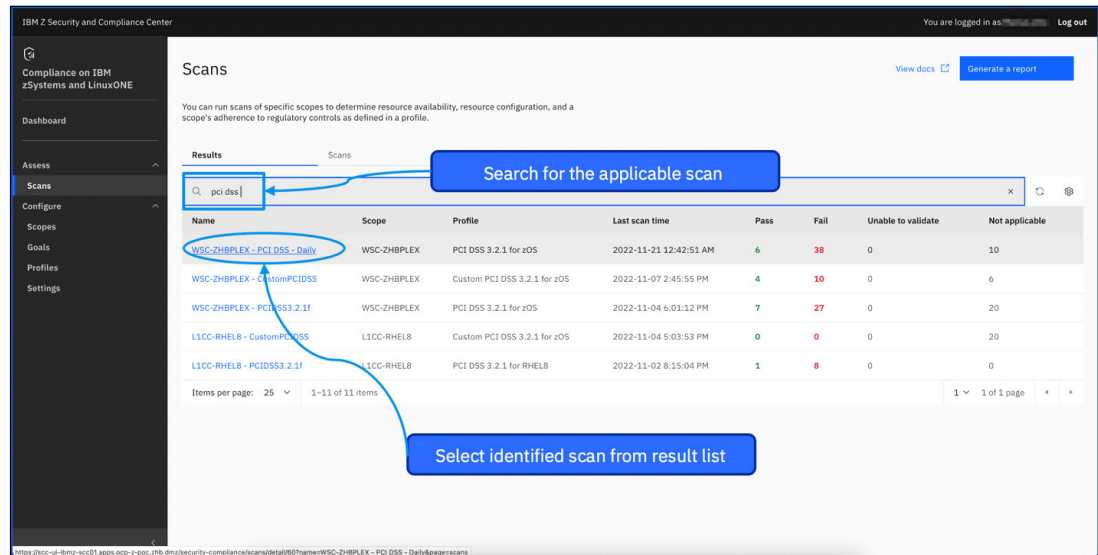 IBM Z Security and Compliance Center
You are logged in as Log out
Compliance on IBM
zSystems and LinuxONE
Dashboard
Assess
Scans
Configure
Scopes
Goals
Profiles
Settings
Scans
View docs
Generate a report
You can run scans of specific scopes to determine resource availability, resource configuration, and a
scope's adherence to regulatory controls as defined in a profile.
Results Scans
Search for the applicable scan
pci dss
Name Scope Profile Last scan time Pass Fail Unable to validate Not applicable
WSC-ZHBPLEX - PCI DSS - Daily WSC-ZHBPLEX PCI DSS 3.2.1 for zOS 2022-11-21 12:42:51 AM 6 38 0 10
WSC-ZHBPLEX - CustomPCIDSS WSC-ZHBPLEX Custom PCI DSS 3.2.1 for zOS 2022-11-07 2:45:55 PM 4 10 0 6
WSC-ZHBPLEX - PCIDSS3.2.1f WSC-ZHBPLEX PCI DSS 3.2.1 for zOS 2022-11-04 6:01:12 PM 7 27 0 20
L1CC-RHEL8 - CustomPCIDSS L1CC-RHEL8 Custom PCI DSS 3.2.1 for zOS 2022-11-04 5:03:53 PM 0 0 0 20
L1CC-RHEL8 - PCIDSS3.2.1f L1CC-RHEL8 PCI DSS 3.2.1 for RHEL8 2022-11-02 8:15:04 PM 1 8 0 0
Items per page: 25 1–11 of 11 items 1 1 of 1 page
Select identified scan from result list
https://scc-ui-ibmz-scc01.apps.ocp-z-poc.zhb.dmz/security-compliance/scans/detail/60?name=WSC-ZHBPLEX - PCI DSS - Daily&page=scans